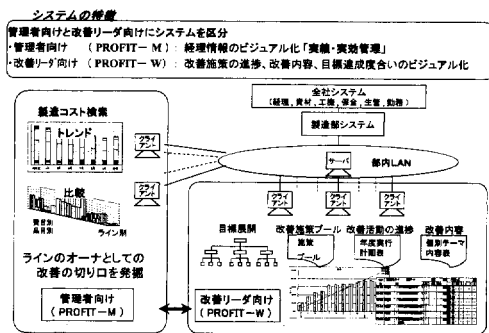 システムの特徴
管理者向けと改善リーダ向けにシステムを区分
・管理者向け （PROFIT－M）： 経理情報のビジュアル化「実績・実効管理」
・改善リーダ向け（PROFIT－W）： 改善施策の進捗、改善内容、目標達成度合いのビジュアル化
全社システム
製造部システム
製造コスト検索
トレンド
クライアント
サーバ
部内LAN
クライアント
比較
費目別
品目別
ライン別
クライアント
クライアント
クライアント
目標展開
改善施策プール
改善活動の進捗
改善内容
施策
プール
年度実行
計画表
個別テーマ
内容表
ラインのオーナとしての
改善の切り口を発掘
管理者向け
（PROFIT－M）
改善リーダ向け
（PROFIT－W）